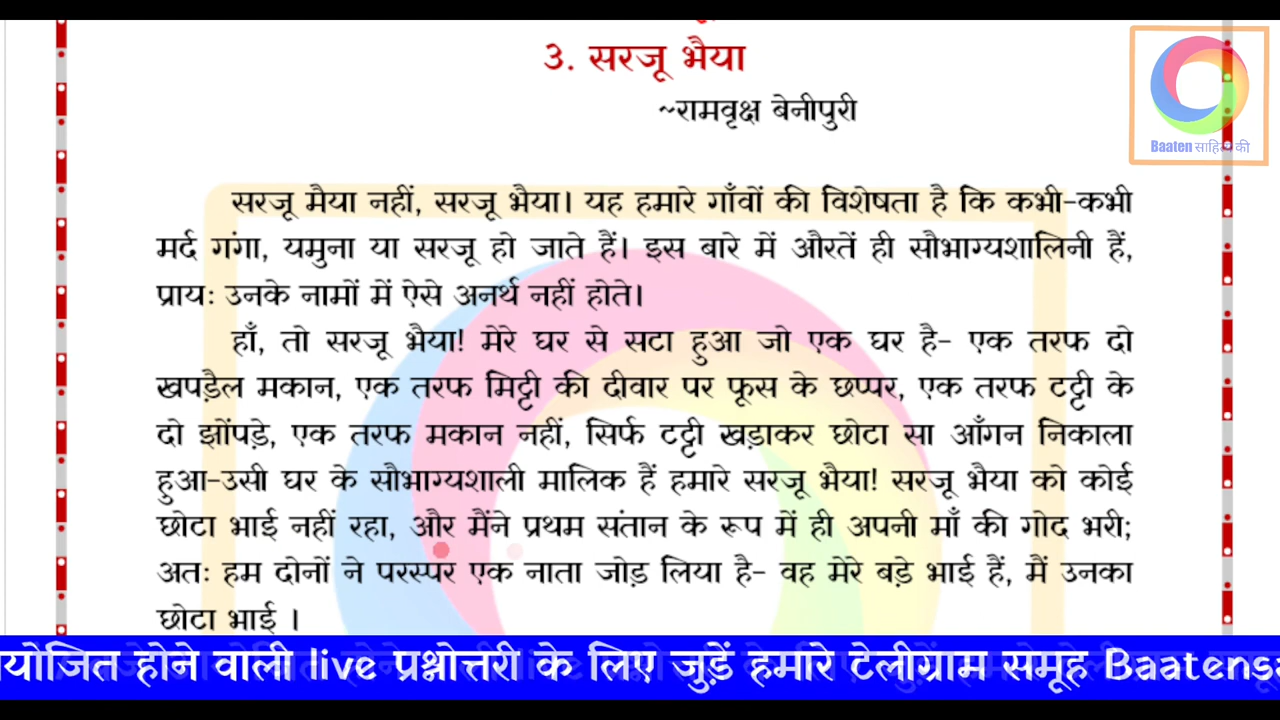 ३. सरजू भैया
~रामवृक्ष बेनीपुरी
Baaten साहित्य की
सरजू मैया नहीं, सरजू भैया। यह हमारे गाँवों की विशेषता है कि कभी-कभी
मर्द गंगा, यमुना या सरजू हो जाते हैं। इस बारे में औरतें ही सौभाग्यशालिनी हैं,
प्रायः उनके नामों में ऐसे अनर्थ नहीं होते।
हाँ, तो सरजू भैया! मेरे घर से सटा हुआ जो एक घर है- एक तरफ दो
खपड़ैल मकान, एक तरफ मिट्टी की दीवार पर फूस के छप्पर, एक तरफ टट्टी के
दो झोंपड़े, एक तरफ मकान नहीं, सिर्फ टट्टी खड़ाकर छोटा सा आँगन निकाला
हुआ-उसी घर के सौभाग्यशाली मालिक हैं हमारे सरजू भैया! सरजू भैया को कोई
छोटा भाई नहीं रहा, और मैंने प्रथम संतान के रूप में ही अपनी माँ की गोद भरी;
अतः हम दोनों ने परस्पर एक नाता जोड़ लिया है- वह मेरे बड़े भाई हैं, मैं उनका
छोटा भाई ।
होने वाली live प्रश्नोत्तरी के लिए जुड़ें हमारे टेलीग्राम समूह